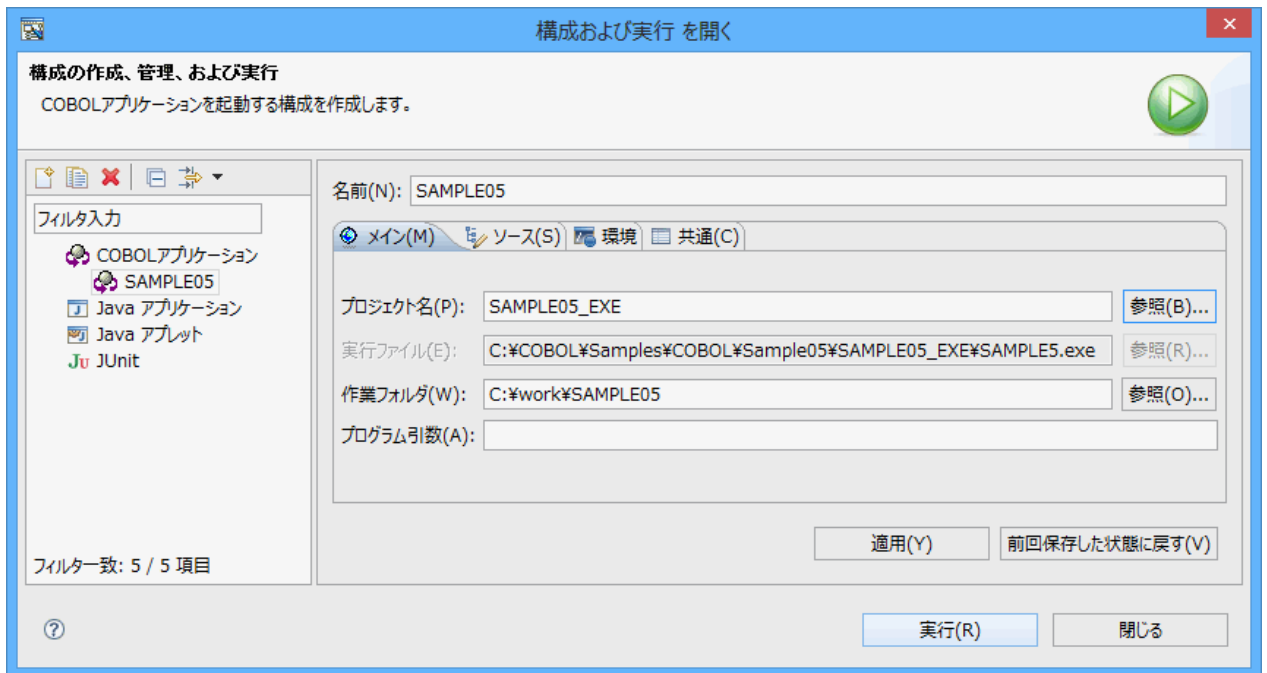 構成および実行 を開く
構成の作成、管理、および実行
COBOLアプリケーションを起動する構成を作成します。
フィルタ入力
COBOLアプリケーション
SAMPLE05
Java アプリケーション
Java アプレット
JUnit
フィルター一致: 5 / 5 項目
名前(N): SAMPLE05
メイン(M) ソース(S) 環境 共通(C)
プロジェクト名(P): SAMPLE05_EXE 参照(B)...
実行ファイル(E): C:¥COBOL¥Samples¥COBOL¥Sample05¥SAMPLE05_EXE¥SAMPLE5.exe 参照(R)...
作業フォルダ(W): C:¥work¥SAMPLE05 参照(O)...
プログラム引数(A):
適用(Y) 前回保存した状態に戻す(V)
実行(R) 閉じる